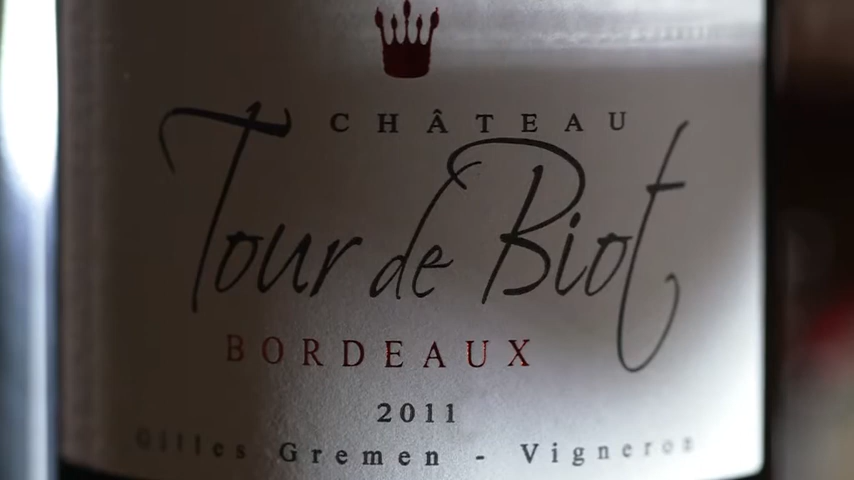 CHÂTEAU
Tour de Biot
BORDEAUX
2011
Gilles Gremen - Vigneron